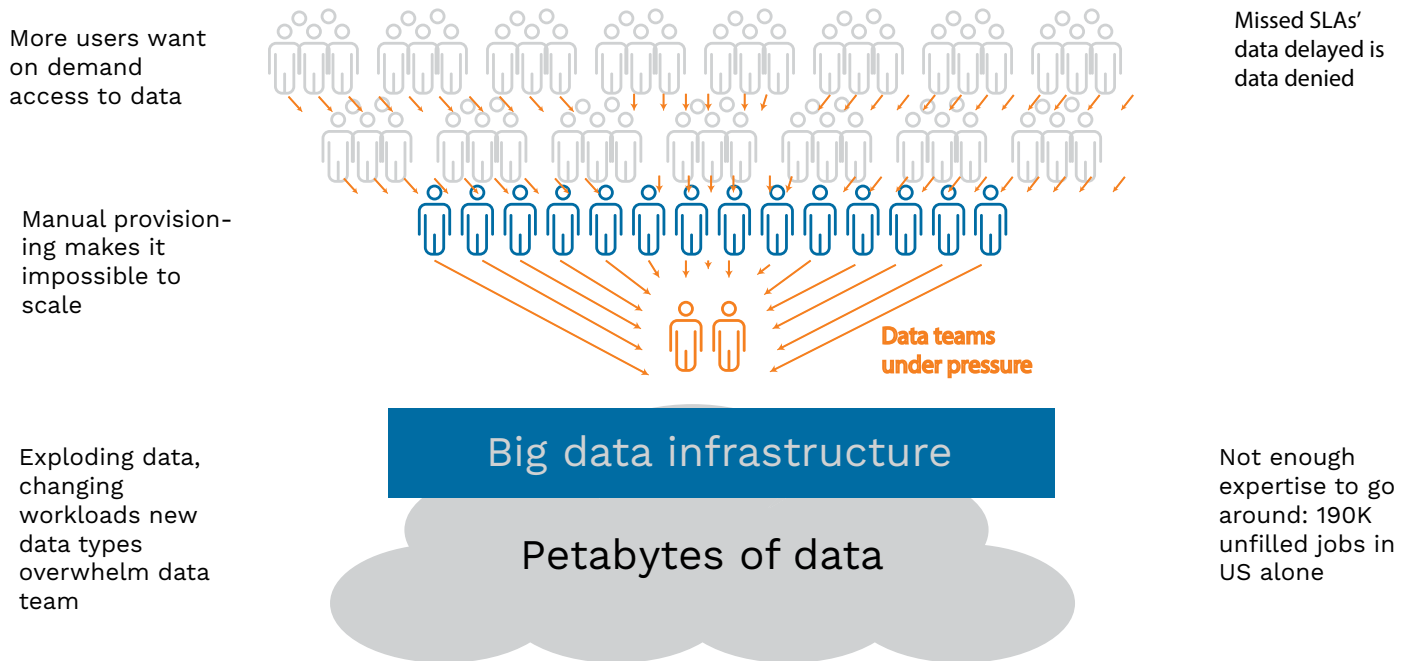 More users want
on demand
access to data
Missed SLAs'
data delayed is
data denied
Manual provision-
ing makes it
impossible to
scale
Data teams
under pressure
Big data infrastructure
Exploding data,
changing
workloads new
data types
overwhelm data
team
Petabytes of data
Not enough
expertise to go
around: 190K
unfilled jobs in
US alone